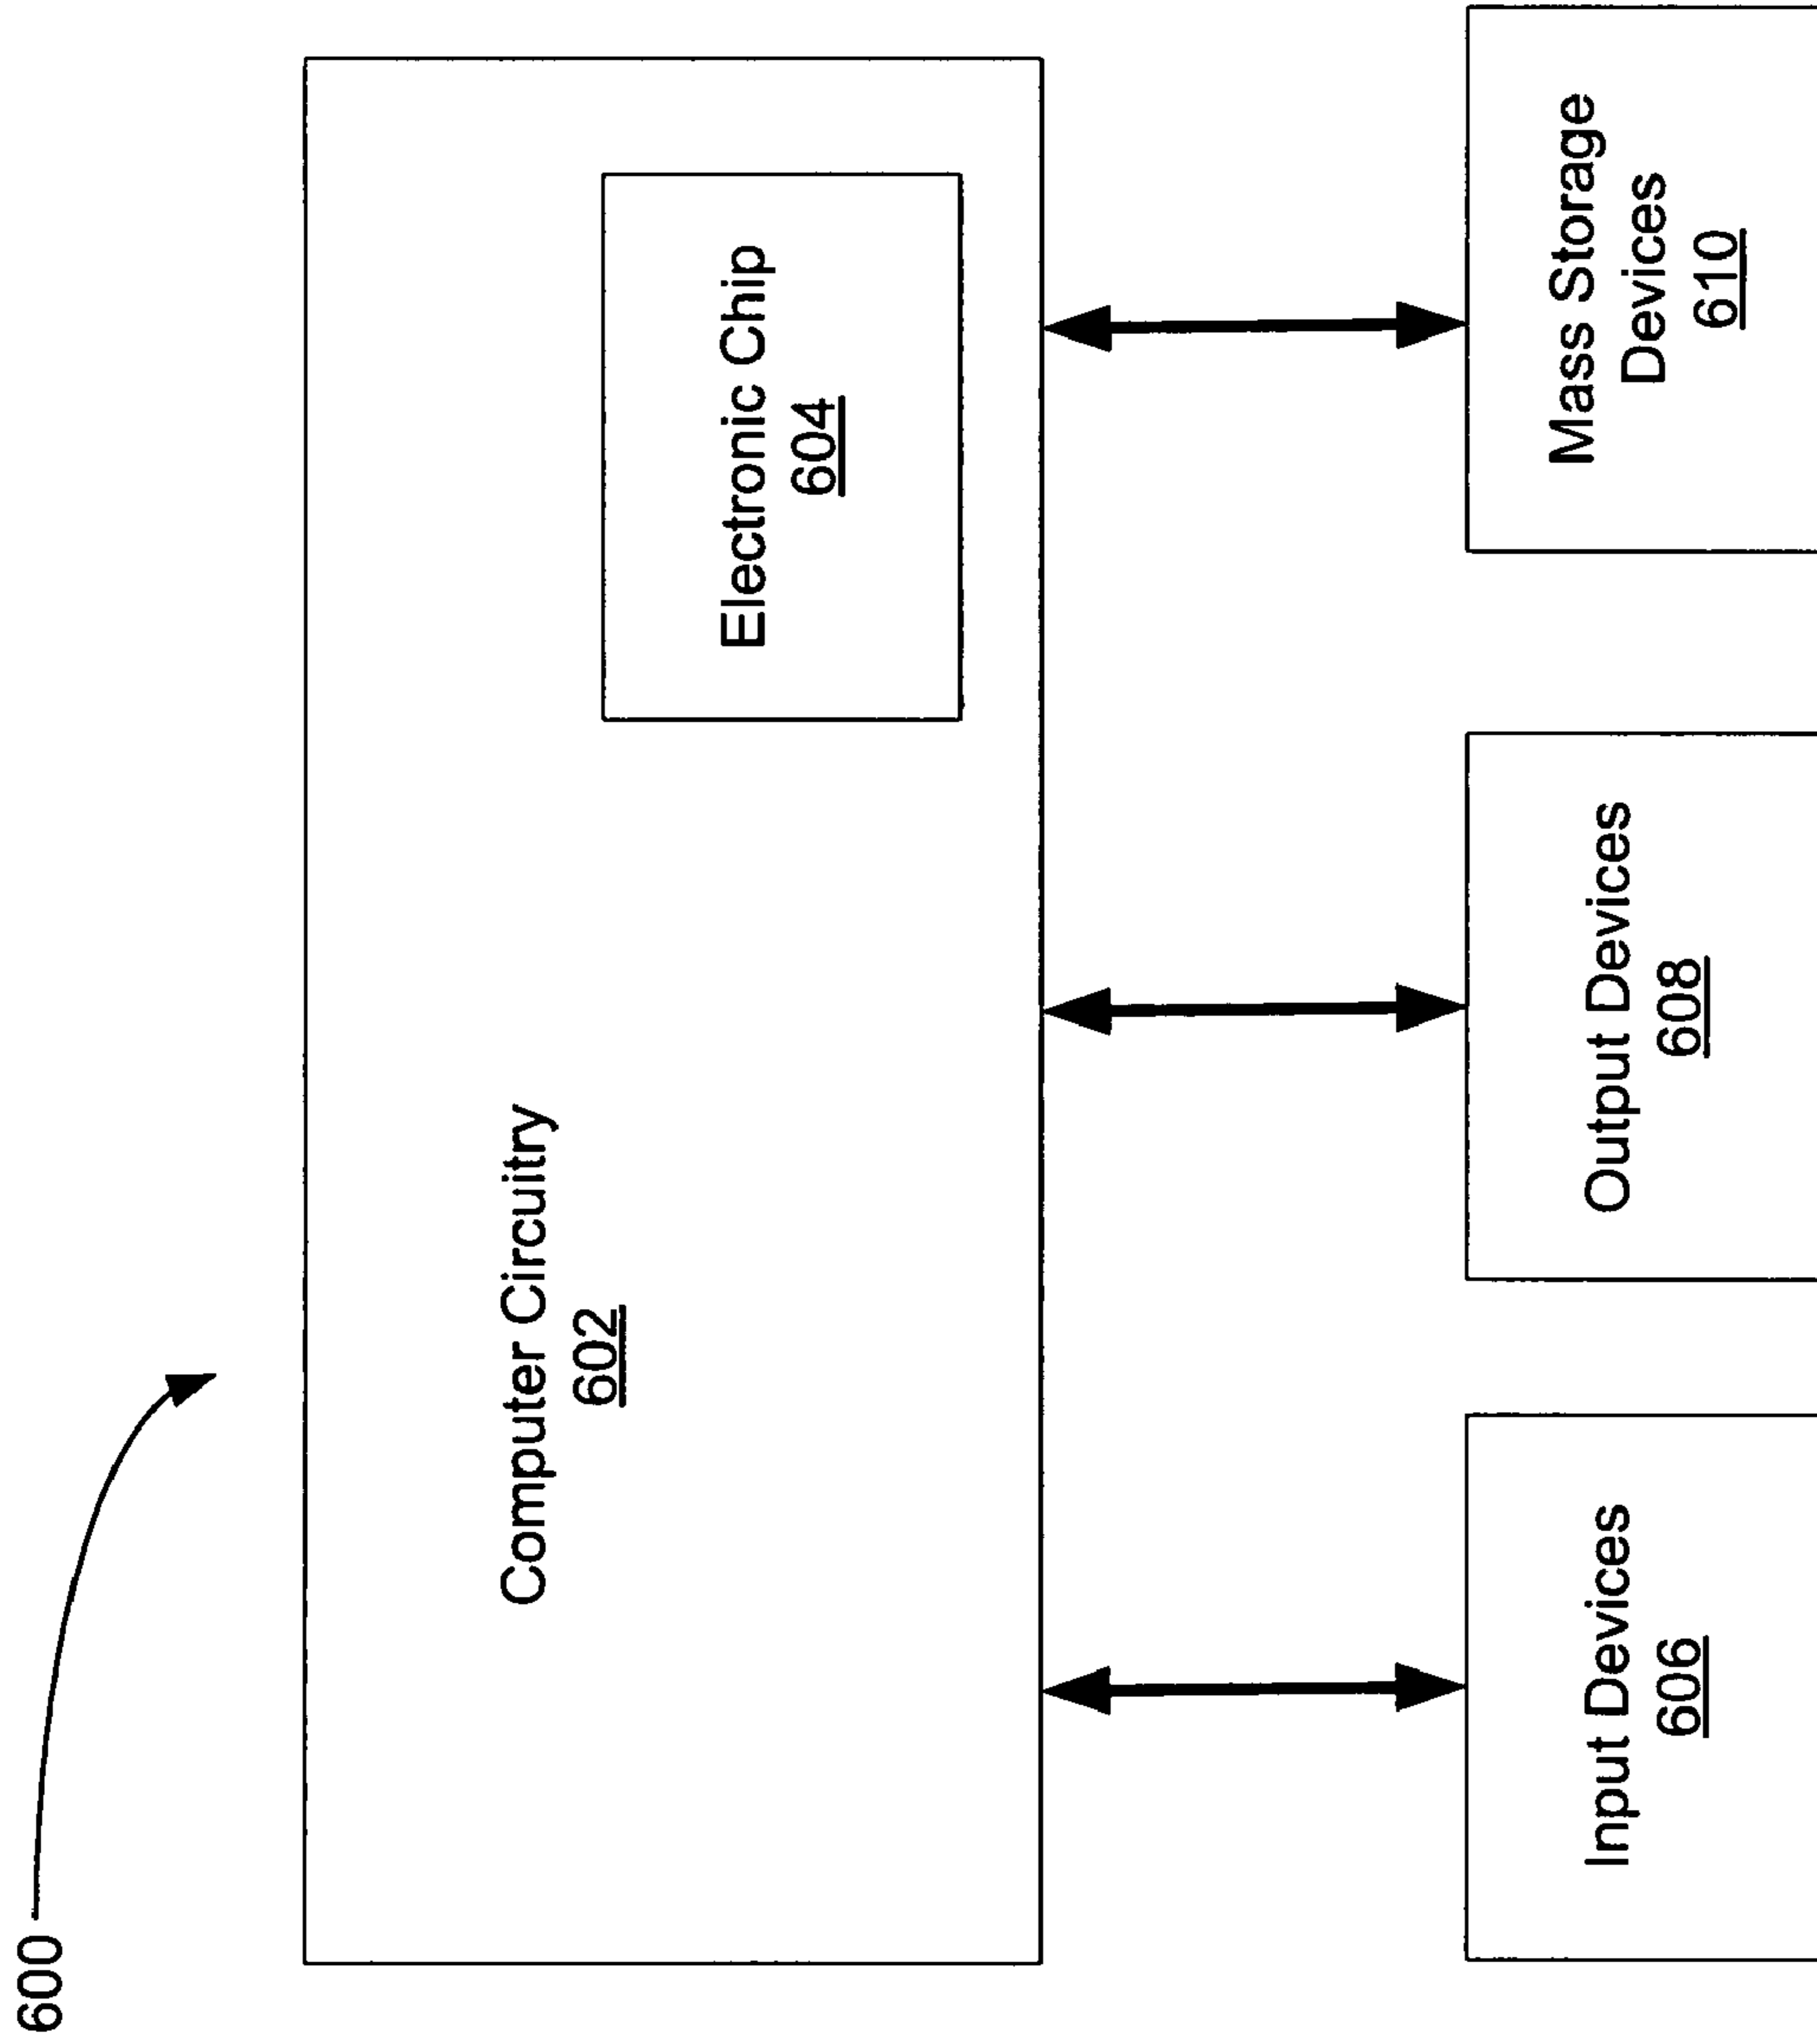 600
Computer Circuitry
602
Electronic Chip
604
Input Devices
606
Output Devices
608
Mass Storage
Devices
610